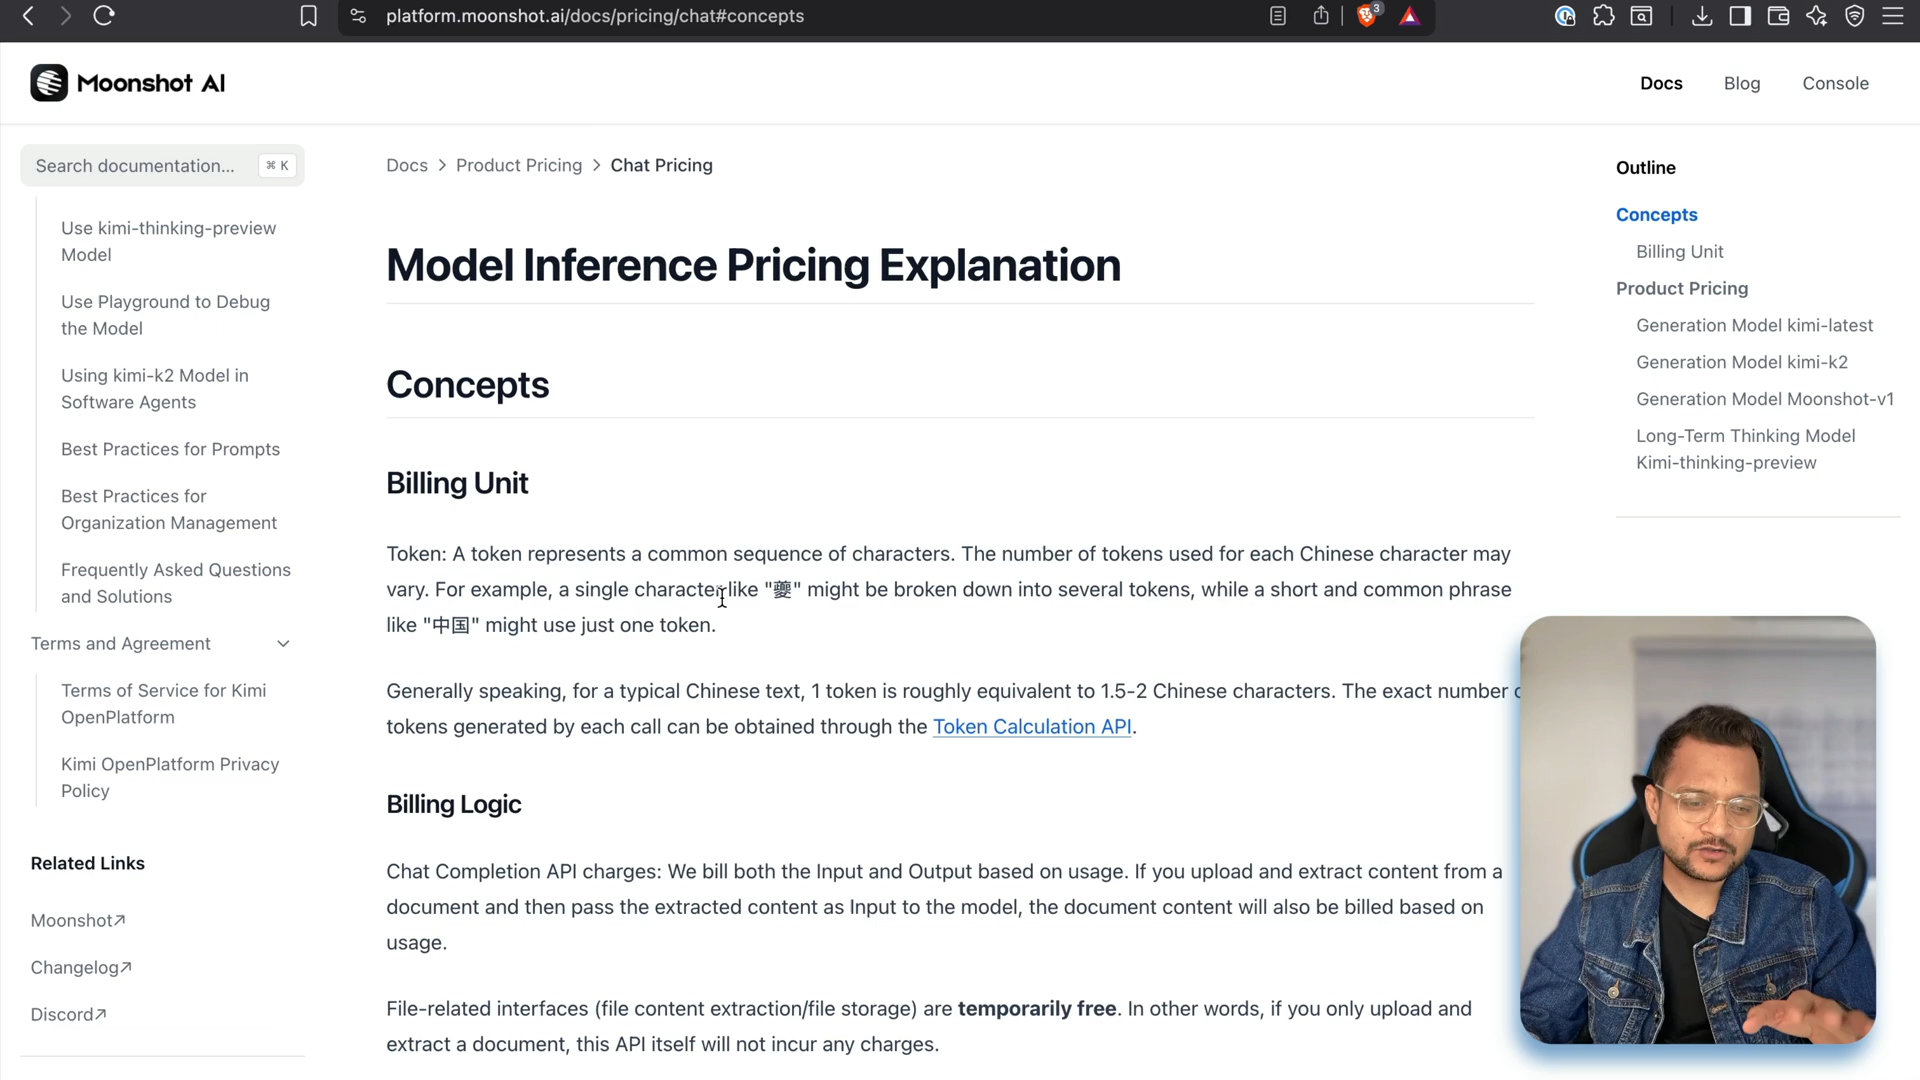 platform.moonshot.ai/docs/pricing/chat#concepts
3
Moonshot AI
Docs
Blog
Console
Search documentation...
⌘ K
Use kimi-thinking-preview
Model
Use Playground to Debug
the Model
Using kimi-k2 Model in
Software Agents
Best Practices for Prompts
Best Practices for
Organization Management
Frequently Asked Questions
and Solutions
Terms and Agreement
Terms of Service for Kimi
OpenPlatform
Kimi OpenPlatform Privacy
Policy
Related Links
Moonshot↗
Changelog↗
Discord↗
Docs > Product Pricing > Chat Pricing
Model Inference Pricing Explanation
Concepts
Billing Unit
Token: A token represents a common sequence of characters. The number of tokens used for each Chinese character may
vary. For example, a single character like "夔" might be broken down into several tokens, while a short and common phrase
like "中国" might use just one token.
Generally speaking, for a typical Chinese text, 1 token is roughly equivalent to 1.5-2 Chinese characters. The exact number
tokens generated by each call can be obtained through the Token Calculation API.
Billing Logic
Chat Completion API charges: We bill both the Input and Output based on usage. If you upload and extract content from a
document and then pass the extracted content as Input to the model, the document content will also be billed based on
usage.
File-related interfaces (file content extraction/file storage) are temporarily free. In other words, if you only upload and
extract a document, this API itself will not incur any charges.
Outline
Concepts
Billing Unit
Product Pricing
Generation Model kimi-latest
Generation Model kimi-k2
Generation Model Moonshot-v1
Long-Term Thinking Model
Kimi-thinking-preview